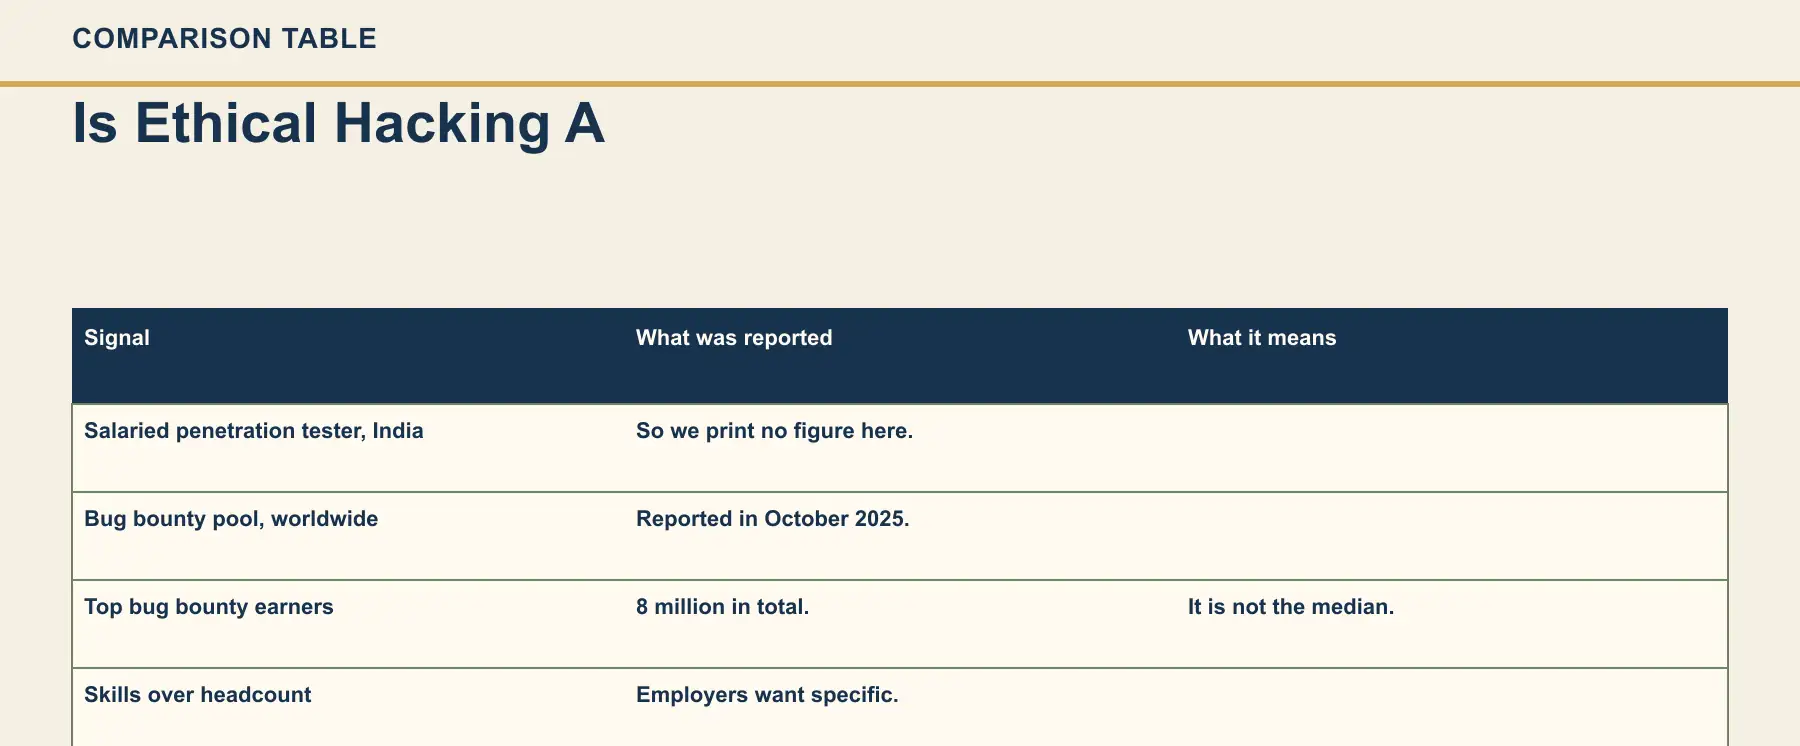 COMPARISON TABLE
Is Ethical Hacking A
Signal What was reported What it means
Salaried penetration tester, India So we print no figure here.
Bug bounty pool, worldwide Reported in October 2025.
Top bug bounty earners 8 million in total. It is not the median.
Skills over headcount Employers want specific.